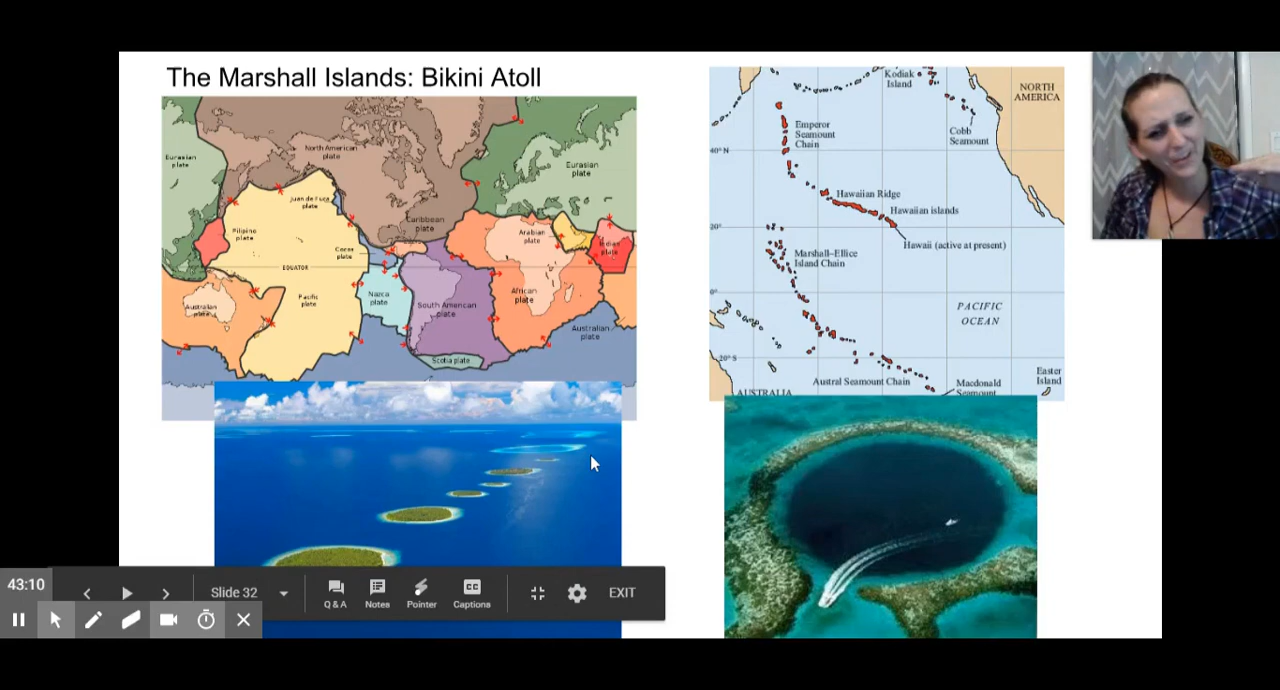 The Marshall Islands: Bikini Atoll
Eurasian
plate
North American
plate
Eurasian
plate
Juan de Fuca
plate
Caribbean
plate
Filipino
plate
Cocos
plate
Arabian
plate
Indian
plate
EQUATOR
Australian
plate
Pacific
plate
Nazca
plate
South American
plate
African
plate
Australian
plate
Scotia plate
Kodiak
Island
NORTH
AMERICA
Emperor
Seamount
Chain
Cobb
Seamount
40° N
Hawaiian Ridge
Hawaiian islands
20°
Hawaii (active at present)
Marshall–Ellice
Island Chain
0°
PACIFIC
OCEAN
20° S
Austral Seamount Chain
Macdonald
Seamount
Easter
Island
AUSTRALIA
43:10
Slide 32
Q & A
Notes
Pointer
CC
Captions
EXIT